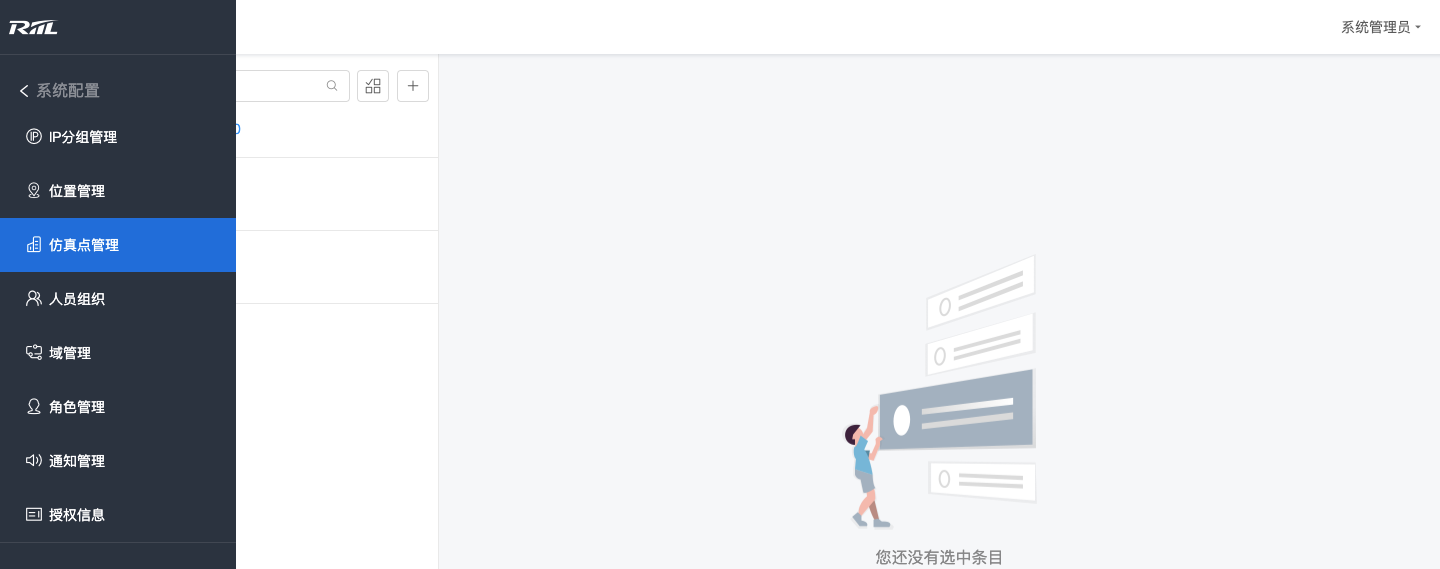 RIIL
系统管理员
系统配置
IP分组管理
位置管理
仿真点管理
人员组织
域管理
角色管理
通知管理
授权信息
您还没有选中条目